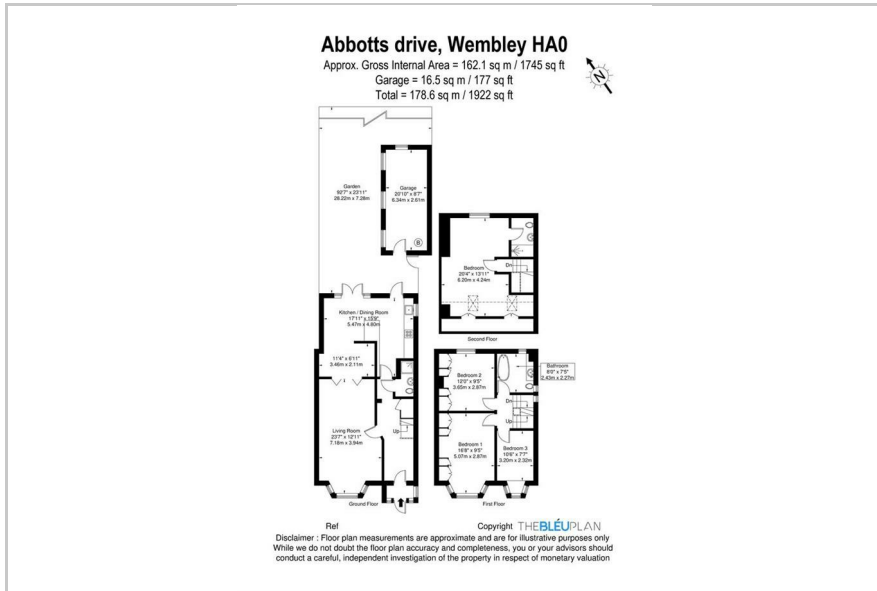 Abbotts drive, Wembley HA0
Approx. Gross Internal Area = 162.1 sq m / 1745 sq ft
Garage = 16.5 sq m / 177 sq ft
Total = 178.6 sq m / 1922 sq ft
N
Garden
92'7" x 23'11"
28.22m x 7.28m
Garage
20'10" x 8'7"
6.34m x 2.61m
B
Bedroom
20'4" x 13'11"
6.20m x 4.24m
Dn
Second Floor
Kitchen / Dining Room
17'11" x 15'9"
5.47m x 4.80m
11'4" x 6'11"
3.46m x 2.11m
Living Room
23'7" x 12'11"
7.18m x 3.94m
Up
Ground Floor
Bedroom 2
12'0" x 9'5"
3.65m x 2.87m
Bathroom
8'0" x 7'5"
2.43m x 2.27m
Dn
Up
Bedroom 1
16'8" x 9'5"
5.07m x 2.87m
Bedroom 3
10'6" x 7'7"
3.20m x 2.32m
First Floor
Ref
Copyright THEBLÉUPLAN
Disclaimer : Floor plan measurements are approximate and are for illustrative purposes only
While we do not doubt the floor plan accuracy and completeness, you or your advisors should
conduct a careful, independent investigation of the property in respect of monetary valuation